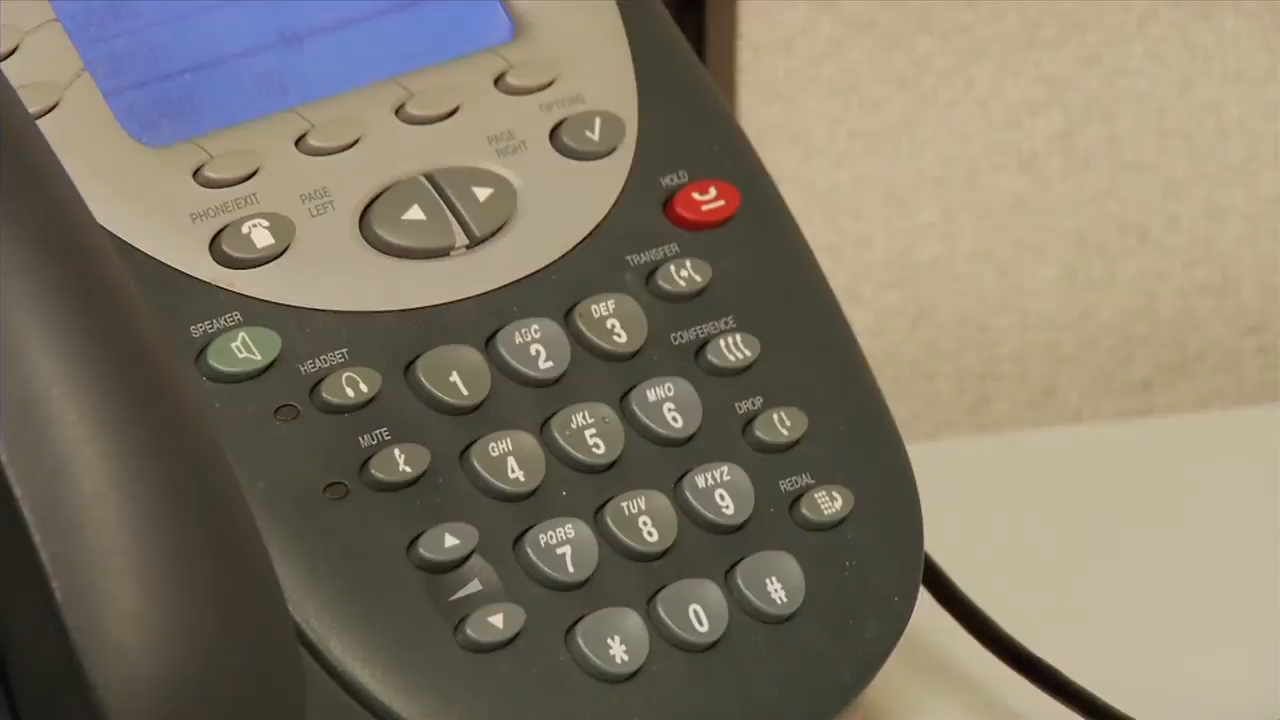 OPTIONS
PAGE
RIGHT
PHONE/EXIT
PAGE
LEFT
HOLD
TRANSFER
SPEAKER
HEADSET
1
ABC
2
DEF
3
CONFERENCE
MUTE
GHI
4
JKL
5
MNO
6
DROP
PQRS
7
TUV
8
WXYZ
9
REDIAL
*
0
#